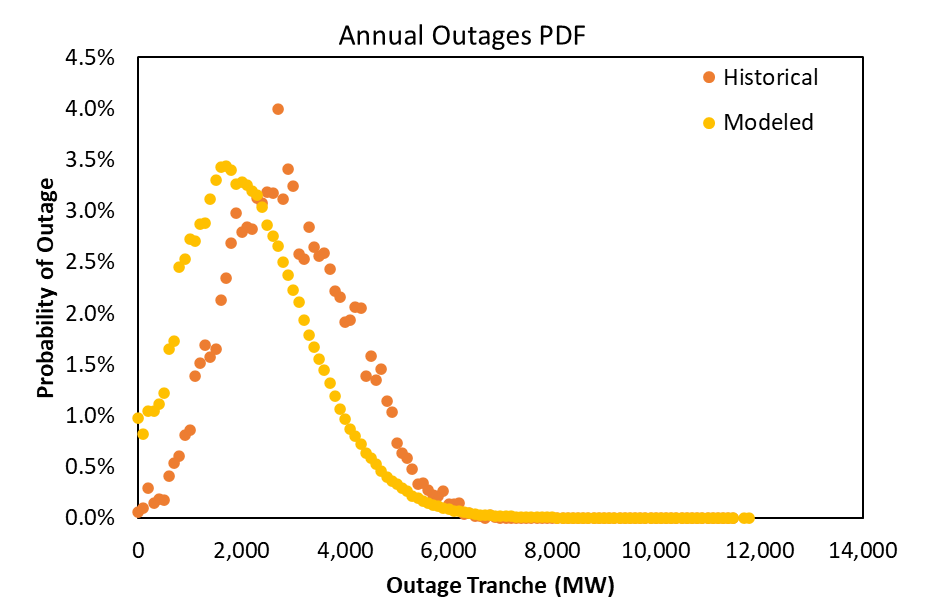 Annual Outages PDF
Historical
Modeled
Probability of Outage
4.5%
4.0%
3.5%
3.0%
2.5%
2.0%
1.5%
1.0%
0.5%
0.0%
0 2,000 4,000 6,000 8,000 10,000 12,000 14,000
Outage Tranche (MW)